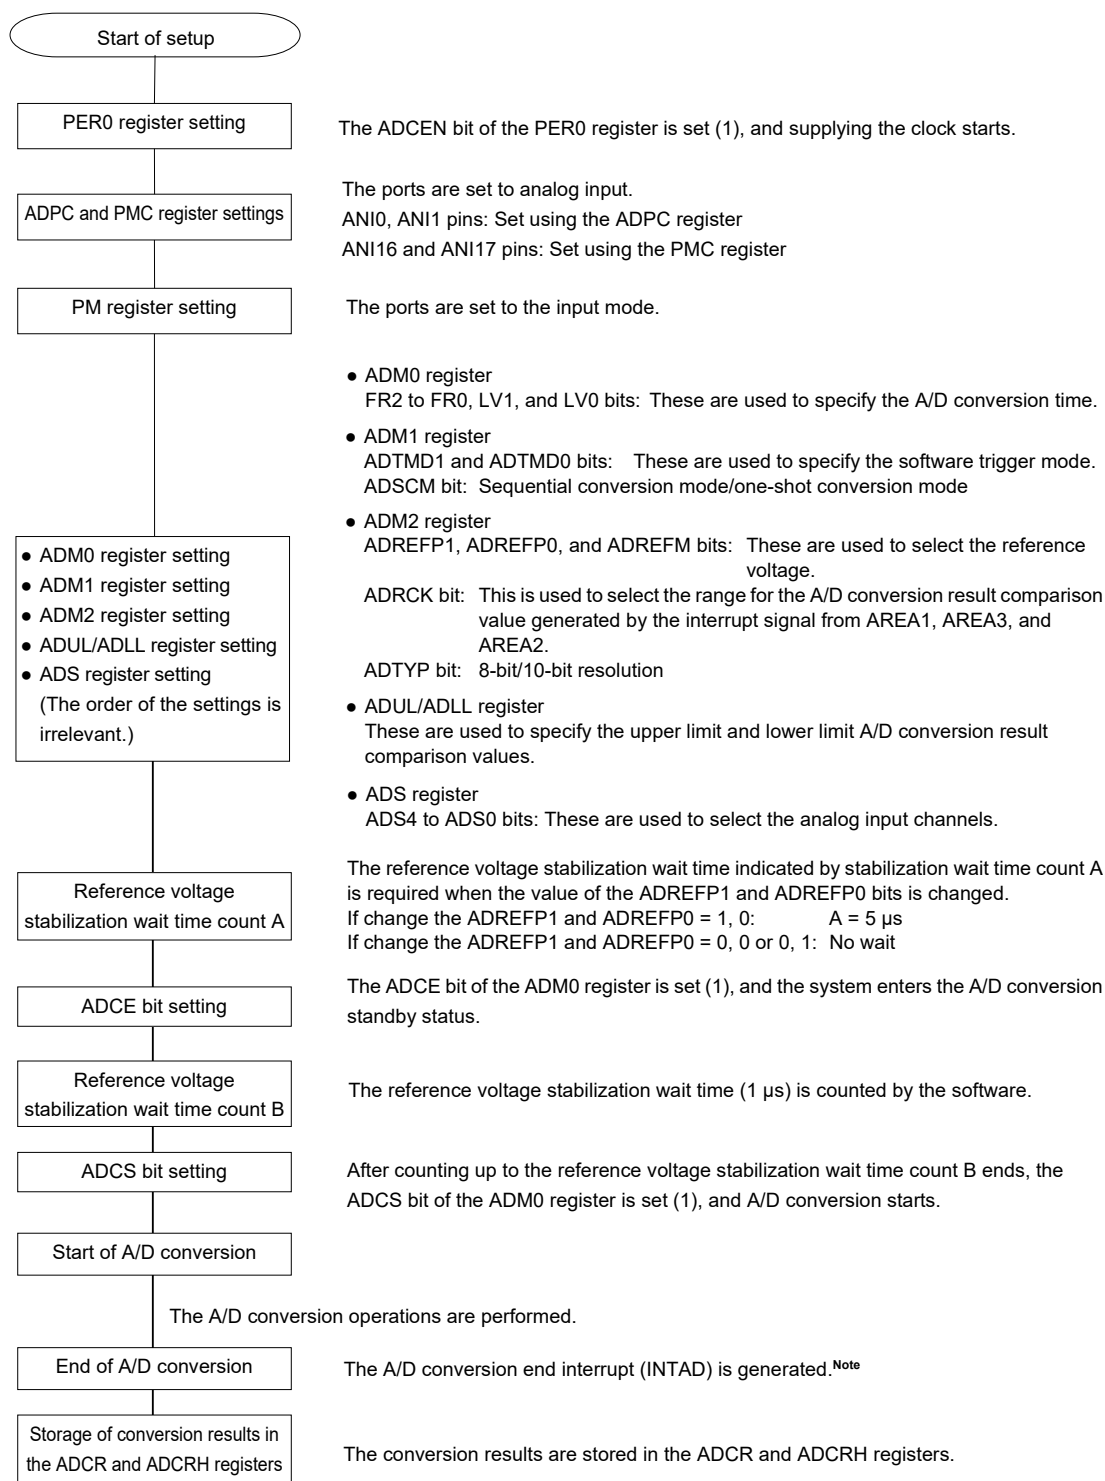 Start of setup
PER0 register setting
The ADCEN bit of the PER0 register is set (1), and supplying the clock starts.
ADPC and PMC register settings
The ports are set to analog input.
ANI0, ANI1 pins: Set using the ADPC register
ANI16 and ANI17 pins: Set using the PMC register
PM register setting
The ports are set to the input mode.
● ADM0 register setting
● ADM1 register setting
● ADM2 register setting
● ADUL/ADLL register setting
● ADS register setting
(The order of the settings is
irrelevant.)
● ADM0 register
FR2 to FR0, LV1, and LV0 bits: These are used to specify the A/D conversion time.
● ADM1 register
ADTMD1 and ADTMD0 bits: These are used to specify the software trigger mode.
ADSCM bit: Sequential conversion mode/one-shot conversion mode
● ADM2 register
ADREFP1, ADREFP0, and ADREFM bits: These are used to select the reference
voltage.
ADRCK bit: This is used to select the range for the A/D conversion result comparison
value generated by the interrupt signal from AREA1, AREA3, and
AREA2.
ADTYP bit: 8-bit/10-bit resolution
● ADUL/ADLL register
These are used to specify the upper limit and lower limit A/D conversion result
comparison values.
● ADS register
ADS4 to ADS0 bits: These are used to select the analog input channels.
Reference voltage
stabilization wait time count A
The reference voltage stabilization wait time indicated by stabilization wait time count A
is required when the value of the ADREFP1 and ADREFP0 bits is changed.
If change the ADREFP1 and ADREFP0 = 1, 0: A = 5 µs
If change the ADREFP1 and ADREFP0 = 0, 0 or 0, 1: No wait
ADCE bit setting
The ADCE bit of the ADM0 register is set (1), and the system enters the A/D conversion
standby status.
Reference voltage
stabilization wait time count B
The reference voltage stabilization wait time (1 µs) is counted by the software.
ADCS bit setting
After counting up to the reference voltage stabilization wait time count B ends, the
ADCS bit of the ADM0 register is set (1), and A/D conversion starts.
Start of A/D conversion
The A/D conversion operations are performed.
End of A/D conversion
The A/D conversion end interrupt (INTAD) is generated.Note
Storage of conversion results in
the ADCR and ADCRH registers
The conversion results are stored in the ADCR and ADCRH registers.